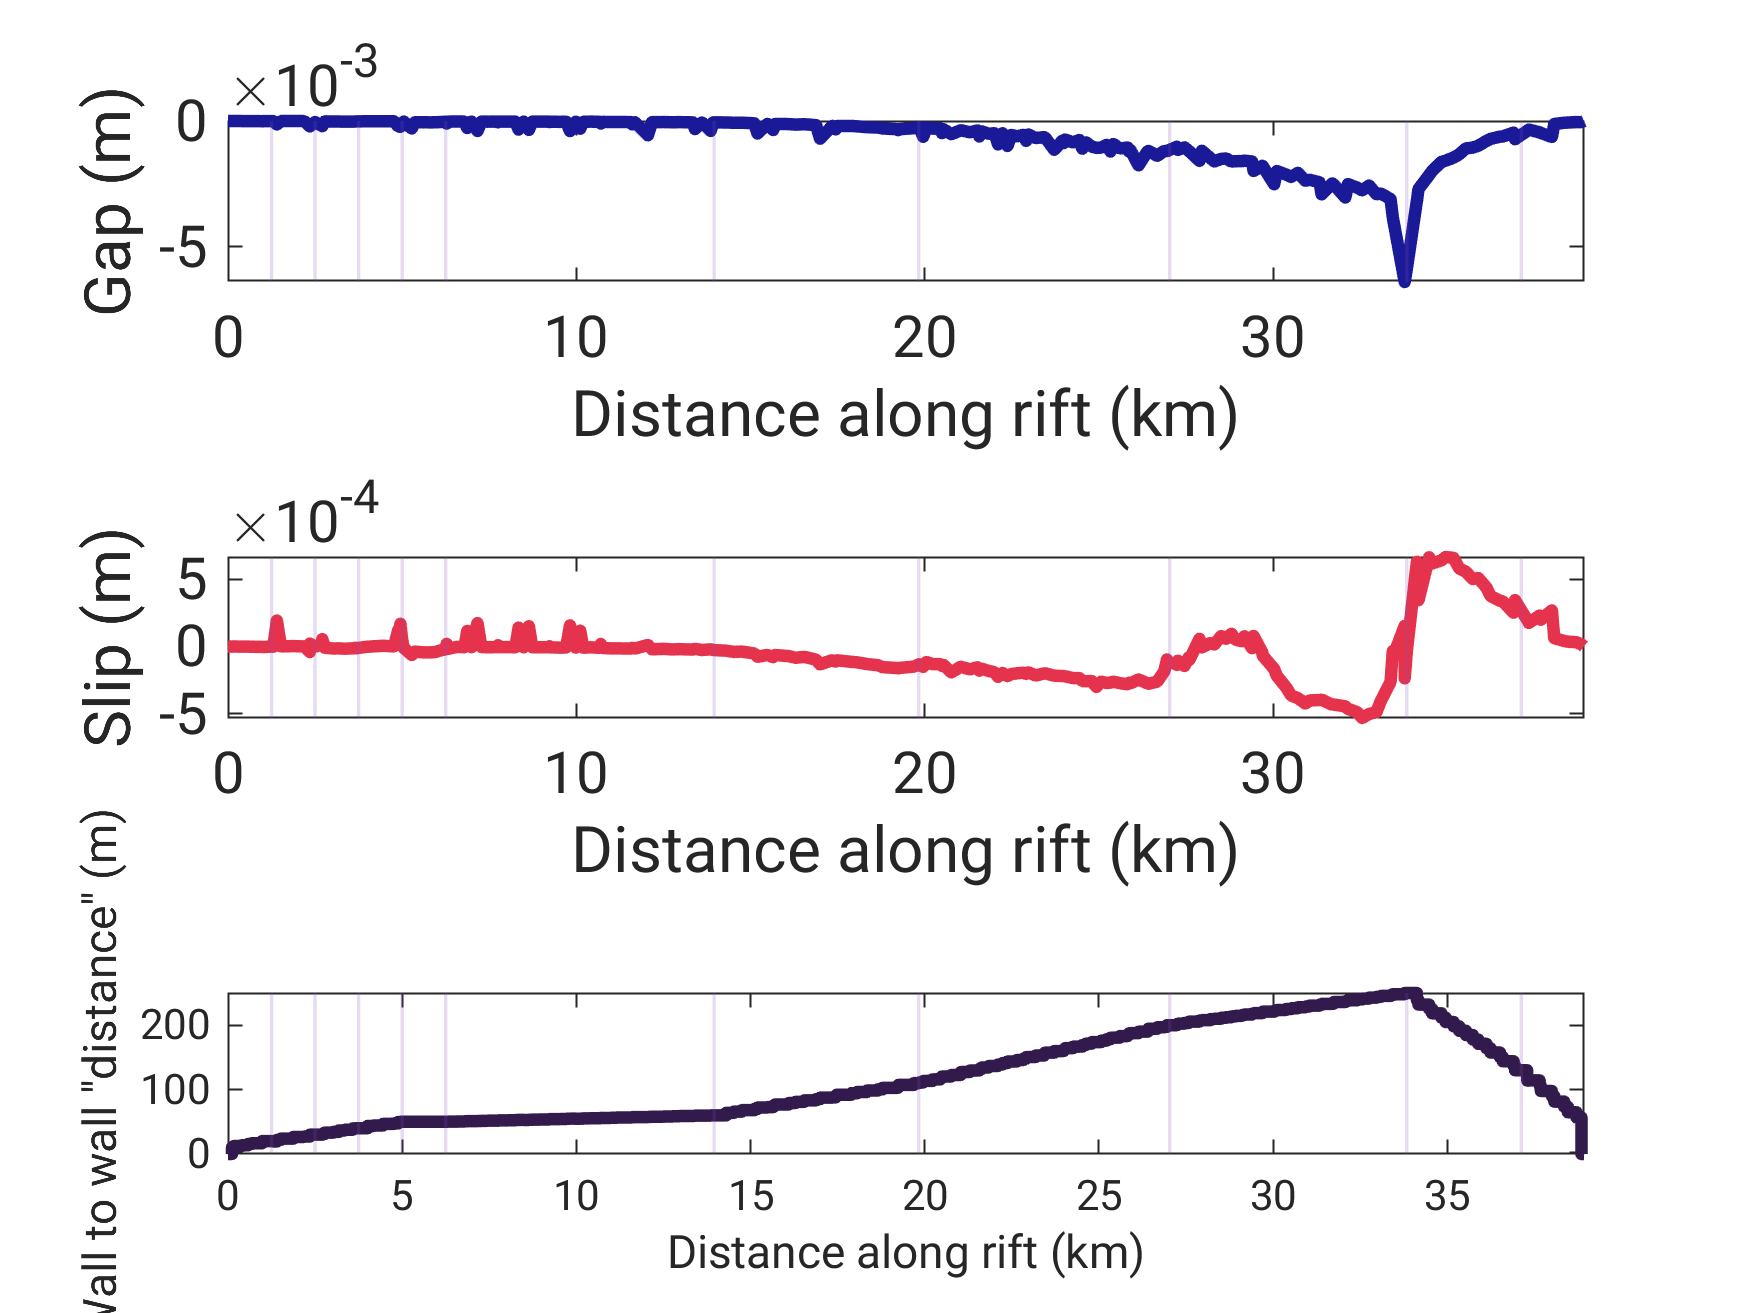 ×10-3
Gap (m)
0
-5
0 10 20 30
Distance along rift (km)
×10-4
Slip (m)
5
0
-5
0 10 20 30
Distance along rift (km)
to wall "distance" (m)
200
100
0
0 5 10 15 20 25 30 35
Distance along rift (km)